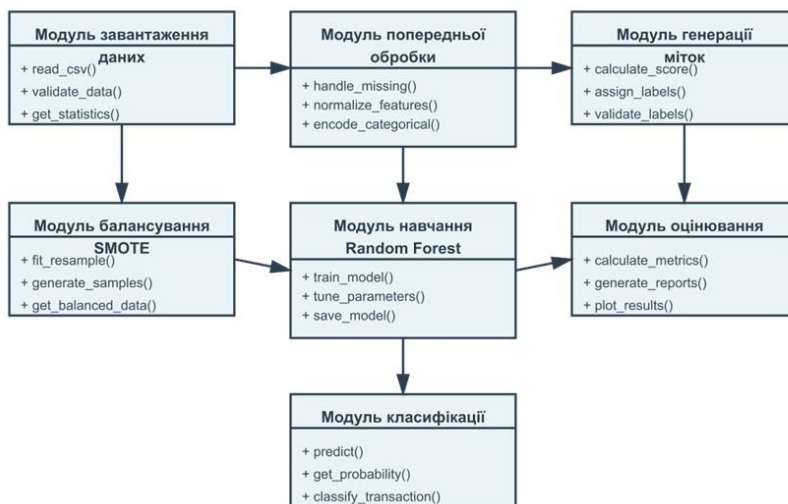 Модуль завантаження
даних
+ read_csv()
+ validate_data()
+ get_statistics()
Модуль попередньої
обробки
+ handle_missing()
+ normalize_features()
+ encode_categorical()
Модуль генерації
міток
+ calculate_score()
+ assign_labels()
+ validate_labels()
Модуль балансування
SMOTE
+ fit_resample()
+ generate_samples()
+ get_balanced_data()
Модуль навчання
Random Forest
+ train_model()
+ tune_parameters()
+ save_model()
Модуль оцінювання
+ calculate_metrics()
+ generate_reports()
+ plot_results()
Модуль класифікації
+ predict()
+ get_probability()
+ classify_transaction()